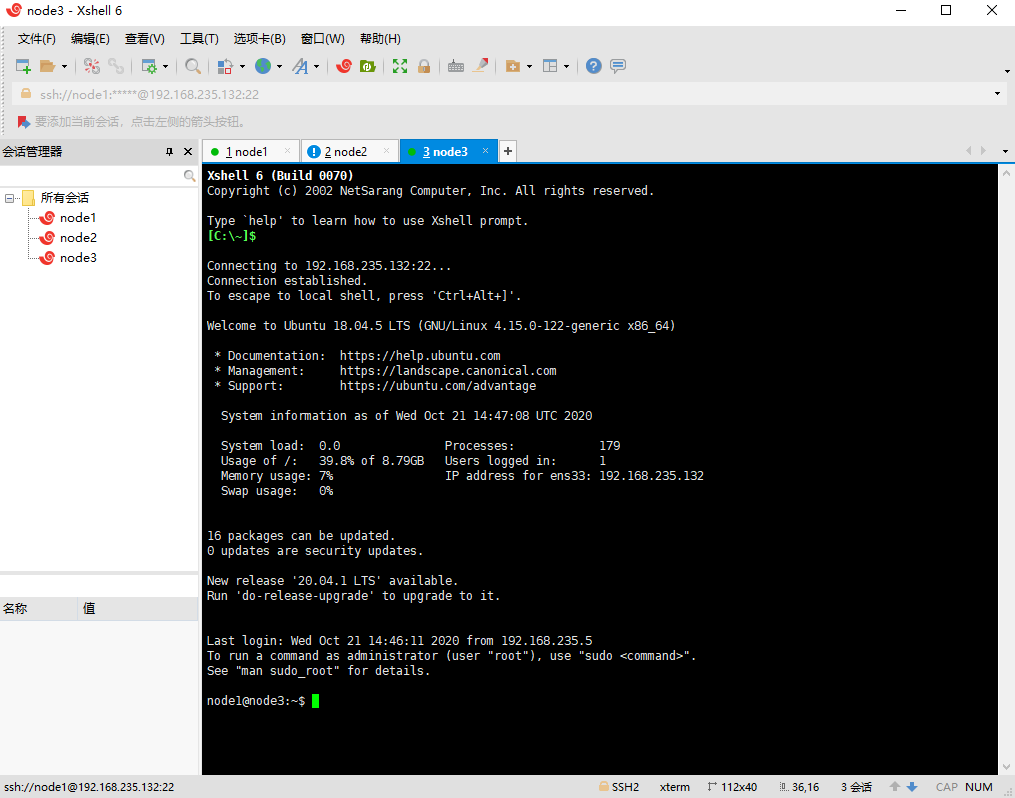 node3 - Xshell 6
文件(F) 编辑(E) 查看(V) 工具(T) 选项卡(B) 窗口(W) 帮助(H)
ssh://node1:*****@192.168.235.132:22
要添加当前会话，点击左侧的箭头按钮。
会话管理器
1 node1 2 node2 3 node3
所有会话
node1
node2
node3
名称 值
Xshell 6 (Build 0070)
Copyright (c) 2002 NetSarang Computer, Inc. All rights reserved.
Type `help' to learn how to use Xshell prompt.
[C:\~]$
Connecting to 192.168.235.132:22...
Connection established.
To escape to local shell, press 'Ctrl+Alt+]'.
Welcome to Ubuntu 18.04.5 LTS (GNU/Linux 4.15.0-122-generic x86_64)
* Documentation: https://help.ubuntu.com
* Management: https://landscape.canonical.com
* Support: https://ubuntu.com/advantage
System information as of Wed Oct 21 14:47:08 UTC 2020
System load: 0.0 Processes: 179
Usage of /: 39.8% of 8.79GB Users logged in: 1
Memory usage: 7% IP address for ens33: 192.168.235.132
Swap usage: 0%
16 packages can be updated.
0 updates are security updates.
New release '20.04.1 LTS' available.
Run 'do-release-upgrade' to upgrade to it.
Last login: Wed Oct 21 14:46:11 2020 from 192.168.235.5
To run a command as administrator (user "root"), use "sudo <command>".
See "man sudo_root" for details.
node1@node3:~$
ssh://node1@192.168.235.132:22 SSH2 xterm 112x40 36,16 3 会话 CAP NUM